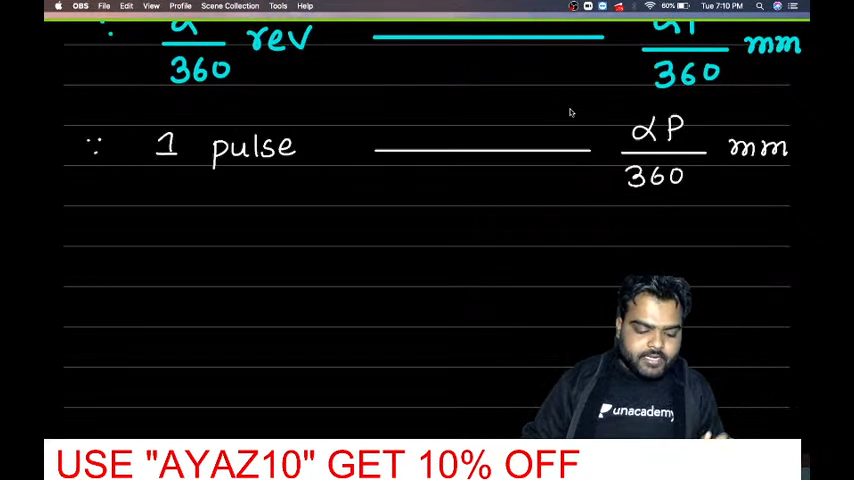 OBS File Edit View Profile Scene Collection Tools Help 60% Tue 7:10 PM
∵ α/360 rev ——— αP/360 mm
∵ 1 pulse ——— αP/360 mm
unacademy
USE "AYAZ10" GET 10% OFF